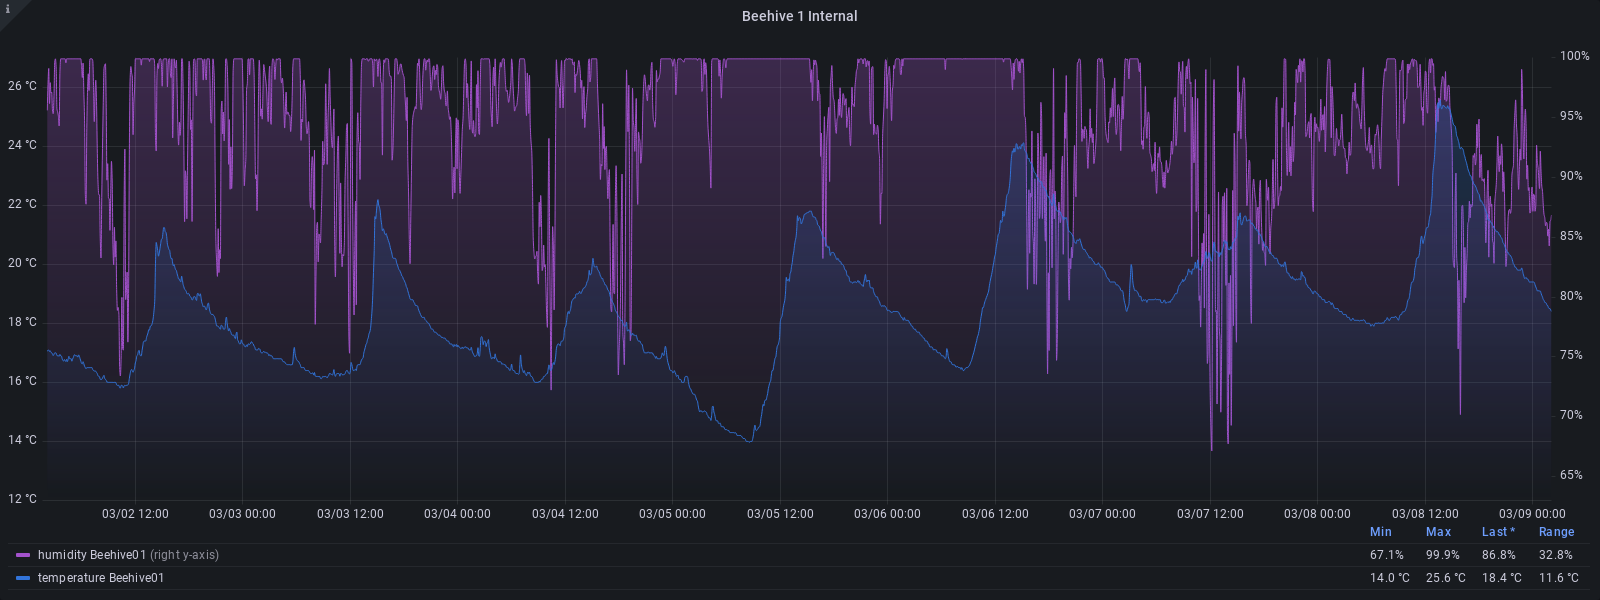 i
Beehive 1 Internal
26 °C
24 °C
22 °C
20 °C
18 °C
16 °C
14 °C
12 °C
100%
95%
90%
85%
80%
75%
70%
65%
03/02 12:00 03/03 00:00 03/03 12:00 03/04 00:00 03/04 12:00 03/05 00:00 03/05 12:00 03/06 00:00 03/06 12:00 03/07 00:00 03/07 12:00 03/08 00:00 03/08 12:00 03/09 00:00
Min Max Last * Range
humidity Beehive01 (right y-axis) 67.1% 99.9% 86.8% 32.8%
temperature Beehive01 14.0 °C 25.6 °C 18.4 °C 11.6 °C